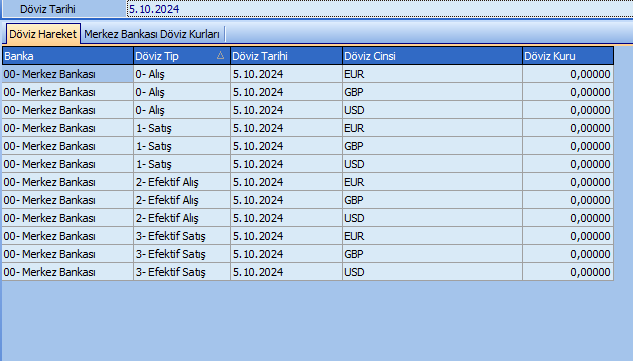 Döviz Tarihi 5.10.2024
Döviz Hareket Merkez Bankası Döviz Kurları
Banka Döviz Tip Döviz Tarihi Döviz Cinsi Döviz Kuru
00- Merkez Bankası 0- Alış 5.10.2024 EUR 0,00000
00- Merkez Bankası 0- Alış 5.10.2024 GBP 0,00000
00- Merkez Bankası 0- Alış 5.10.2024 USD 0,00000
00- Merkez Bankası 1- Satış 5.10.2024 EUR 0,00000
00- Merkez Bankası 1- Satış 5.10.2024 GBP 0,00000
00- Merkez Bankası 1- Satış 5.10.2024 USD 0,00000
00- Merkez Bankası 2- Efektif Alış 5.10.2024 EUR 0,00000
00- Merkez Bankası 2- Efektif Alış 5.10.2024 GBP 0,00000
00- Merkez Bankası 2- Efektif Alış 5.10.2024 USD 0,00000
00- Merkez Bankası 3- Efektif Satış 5.10.2024 EUR 0,00000
00- Merkez Bankası 3- Efektif Satış 5.10.2024 GBP 0,00000
00- Merkez Bankası 3- Efektif Satış 5.10.2024 USD 0,00000